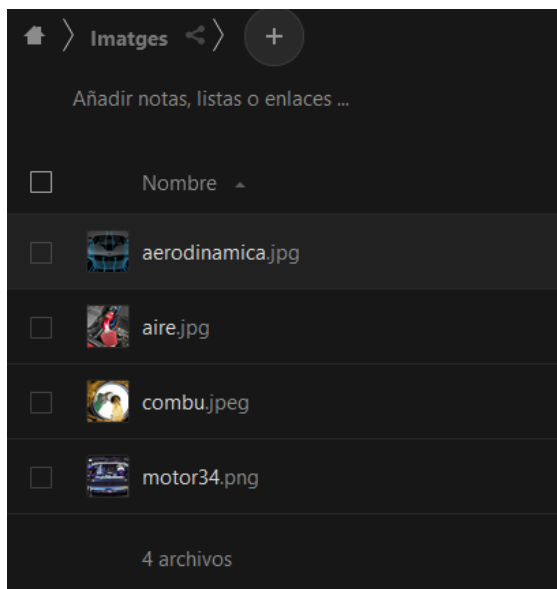 Imatges
Añadir notas, listas o enlaces ...
Nombre
aerodinamica.jpg
aire.jpg
combu.jpeg
motor34.png
4 archivos